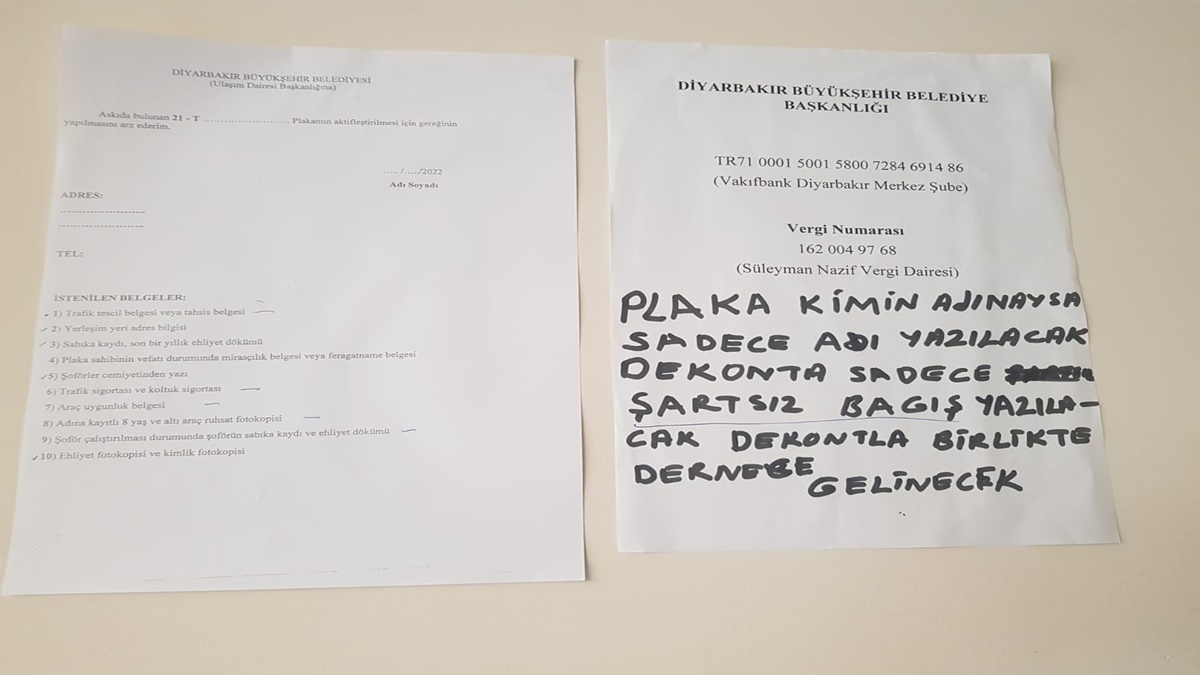 DİYARBAKIR BÜYÜKŞEHİR BELEDİYESİ
(Ulaşım Dairesi Başkanlığına)
Askıda bulunan 21 - T ........................ Plakamın aktifleştirilmesi için gereğinin
yapılmasını arz ederim.
...../...../2022
Adı Soyadı
ADRES:
------------------------
------------------------
TEL:
İSTENİLEN BELGELER:
1) Trafik tescil belgesi veya tahsis belgesi
2) Yerleşim yeri adres bilgisi
3) Sabıka kaydı, son bir yıllık ehliyet dökümü
4) Plaka sahibinin vefatı durumunda mirasçılık belgesi veya feragatname belgesi
5) Şoförler cemiyetinden yazı
6) Trafik sigortası ve koltuk sigortası
7) Araç uygunluk belgesi
8) Adına kayıtlı 8 yaş ve altı araç ruhsat fotokopisi
9) Şoför çalıştırılması durumunda şoförün sabıka kaydı ve ehliyet dökümü
10) Ehliyet fotokopisi ve kimlik fotokopisi
DİYARBAKIR BÜYÜKŞEHİR BELEDİYE
BAŞKANLIĞI
TR71 0001 5001 5800 7284 6914 86
(Vakıfbank Diyarbakır Merkez Şube)
Vergi Numarası
162 004 97 68
(Süleyman Nazif Vergi Dairesi)
PLAKA KİMİN ADINAYSA
SADECE ADI YAZILACAK
DEKONTA SADECE
ŞARTSIZ BAGIŞ YAZILA-
CAK DEKONTLA BİRLİKTE
DERNEGE
GELİNECEK